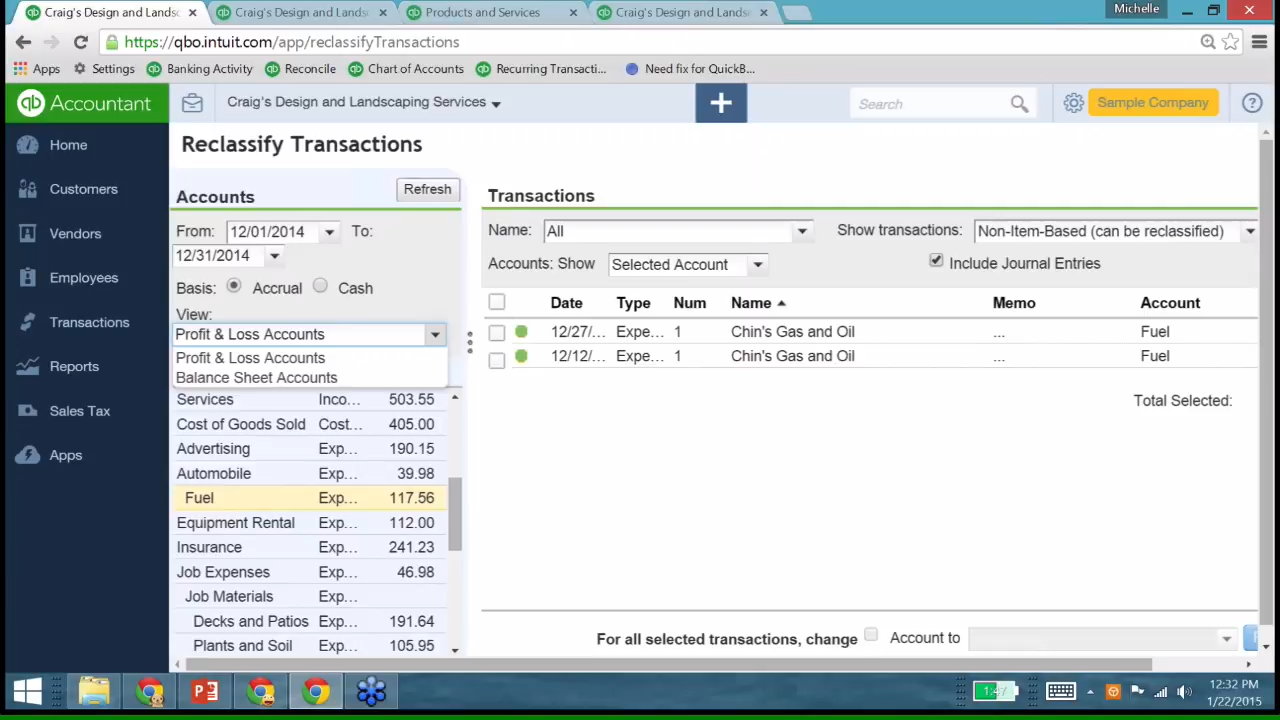 Craig's Design and Landsc
Craig's Design and Landsc
Products and Services
Craig's Design and Landsc
Michelle
https://qbo.intuit.com/app/reclassifyTransactions
Apps
Settings
Banking Activity
Reconcile
Chart of Accounts
Recurring Transacti...
Need fix for QuickB...
qb Accountant
Craig's Design and Landscaping Services
Search
Sample Company
Home
Customers
Vendors
Employees
Transactions
Reports
Sales Tax
Apps
Reclassify Transactions
Accounts
Refresh
From: 12/01/2014 To:
12/31/2014
Basis: Accrual Cash
View:
Profit & Loss Accounts
Profit & Loss Accounts
Balance Sheet Accounts
Services Inco... 503.55
Cost of Goods Sold Cost... 405.00
Advertising Exp... 190.15
Automobile Exp... 39.98
Fuel Exp... 117.56
Equipment Rental Exp... 112.00
Insurance Exp... 241.23
Job Expenses Exp... 46.98
Job Materials Exp...
Decks and Patios Exp... 191.64
Plants and Soil Exp... 105.95
Transactions
Name: All Show transactions: Non-Item-Based (can be reclassified)
Accounts: Show Selected Account Include Journal Entries
Date Type Num Name Memo Account
12/27/... Expe... 1 Chin's Gas and Oil ... Fuel
12/12/... Expe... 1 Chin's Gas and Oil ... Fuel
Total Selected:
For all selected transactions, change Account to
1:47
12:32 PM
1/22/2015